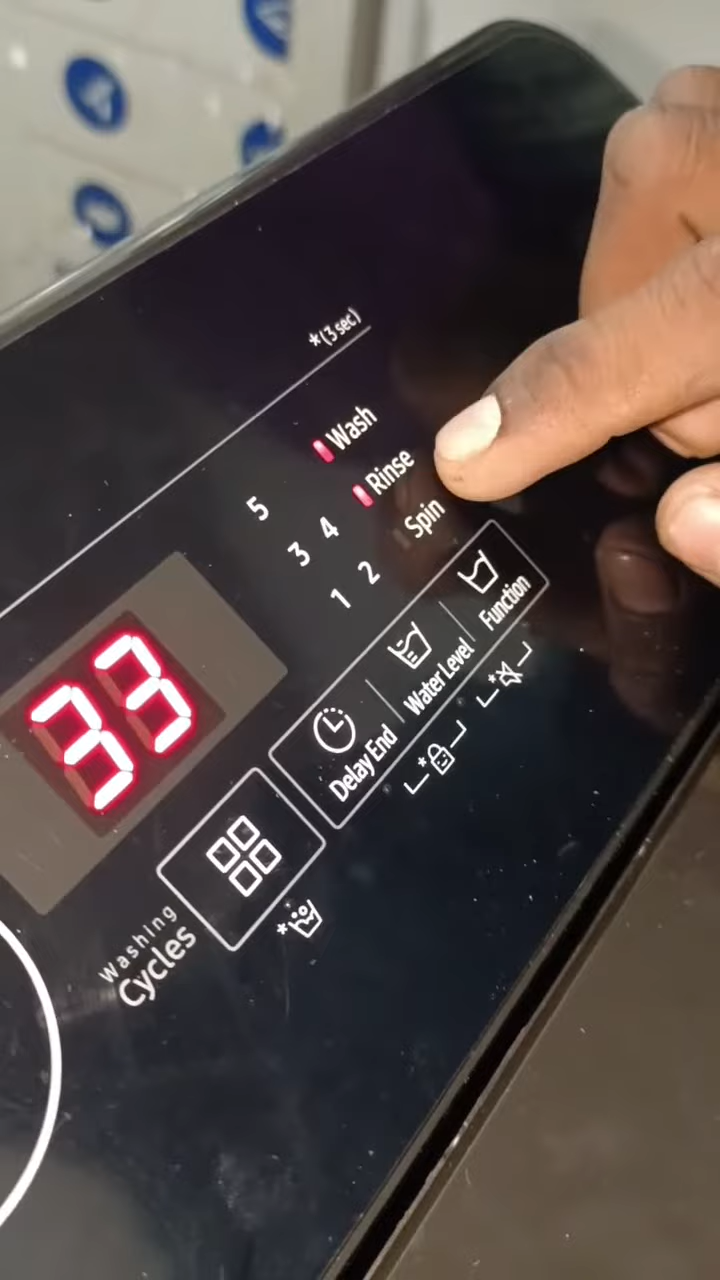 *(3 sec)
Wash
Rinse
Spin
5
3 4
1 2
33
Delay End
Water Level
Function
Washing
Cycles